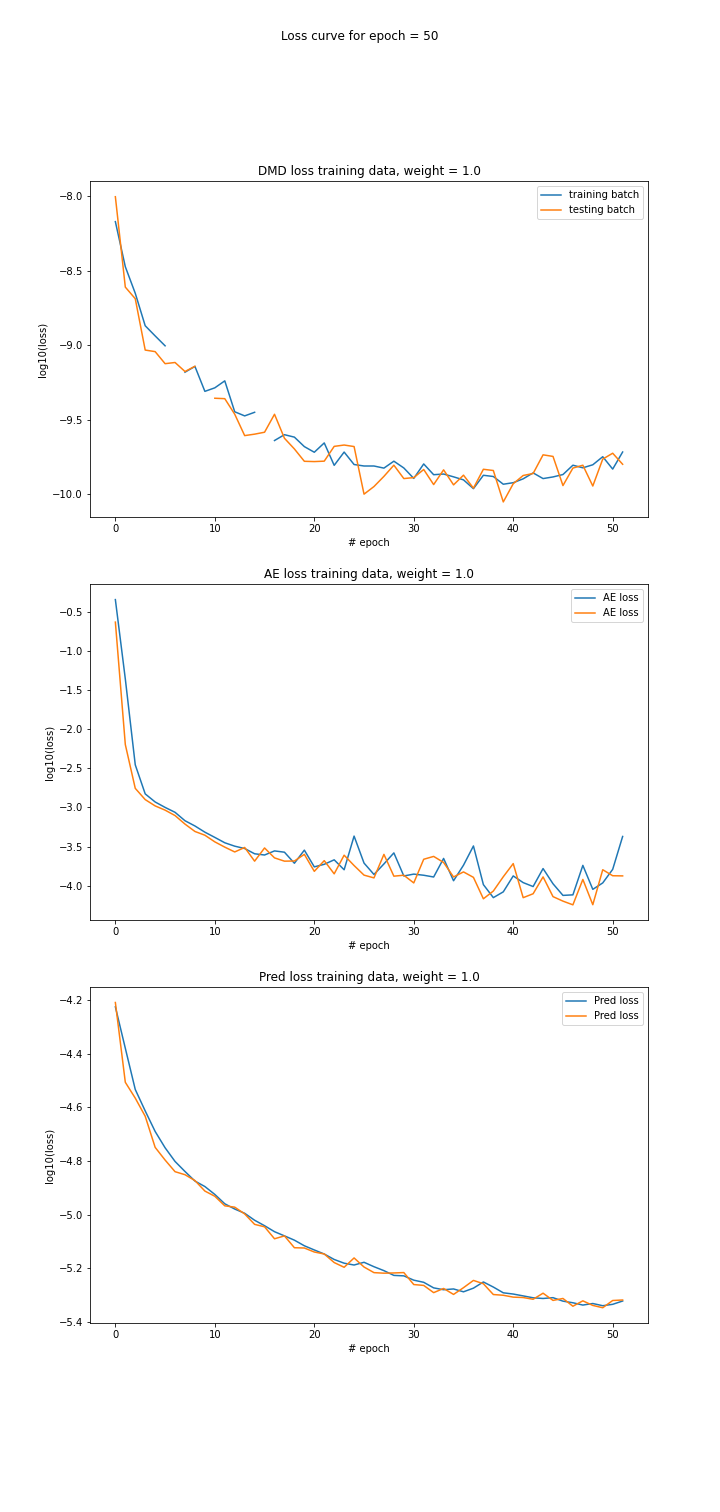 Loss curve for epoch = 50
DMD loss training data, weight = 1.0
training batch
testing batch
−8.0
−8.5
−9.0
−9.5
−10.0
log10(loss)
0 10 20 30 40 50
# epoch
AE loss training data, weight = 1.0
AE loss
AE loss
−0.5
−1.0
−1.5
−2.0
−2.5
−3.0
−3.5
−4.0
log10(loss)
0 10 20 30 40 50
# epoch
Pred loss training data, weight = 1.0
Pred loss
Pred loss
−4.2
−4.4
−4.6
−4.8
−5.0
−5.2
−5.4
log10(loss)
0 10 20 30 40 50
# epoch